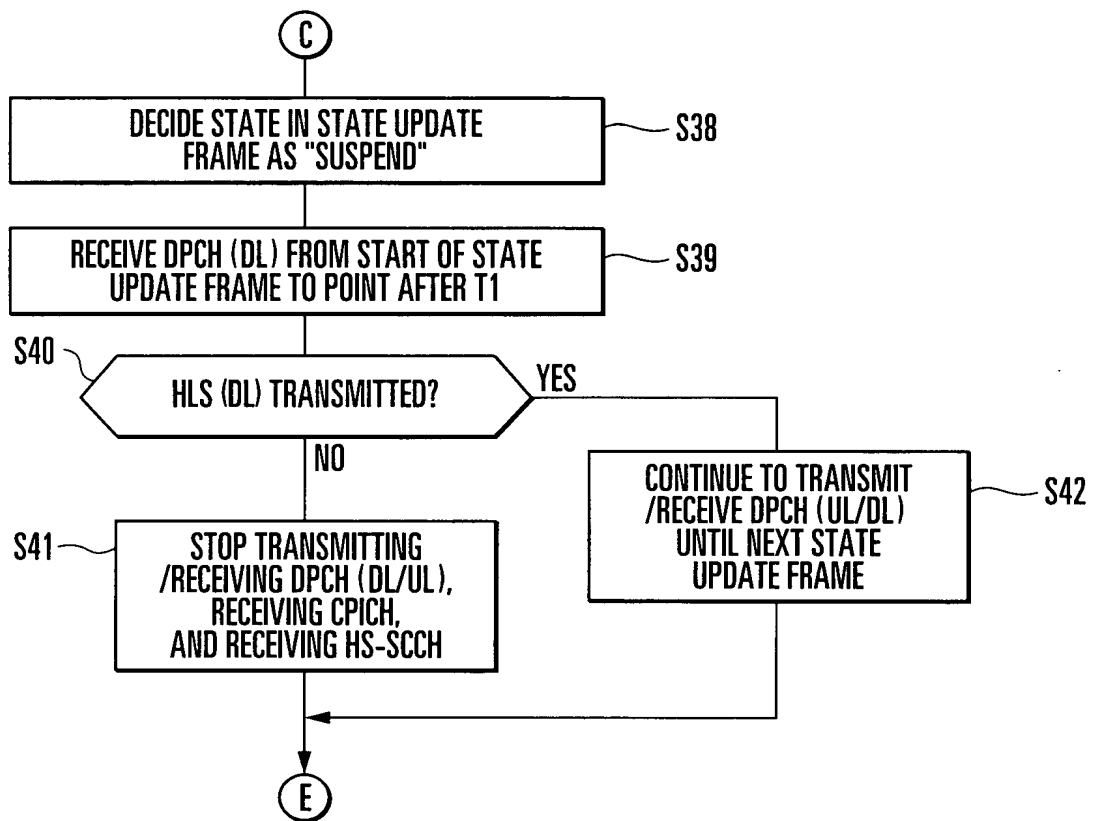 C
DECIDE STATE IN STATE UPDATE
FRAME AS "SUSPEND"
S38
RECEIVE DPCH (DL) FROM START OF STATE
UPDATE FRAME TO POINT AFTER T1
S39
S40
HLS (DL) TRANSMITTED?
YES
NO
CONTINUE TO TRANSMIT
/RECEIVE DPCH (UL/DL)
UNTIL NEXT STATE
UPDATE FRAME
S42
S41
STOP TRANSMITTING
/RECEIVING DPCH (DL/UL),
RECEIVING CPICH,
AND RECEIVING HS-SCCH
E